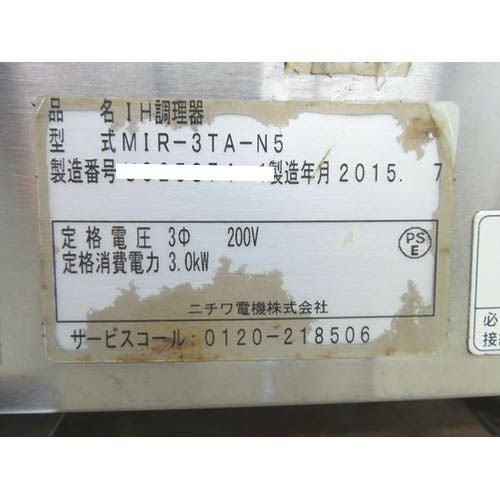 品 名 IH調理器
型 式 MIR-3TA-N5
製造番号 製造年月 2015. 7
定格電圧 3Φ 200V
定格消費電力 3.0kW
PS
E
ニチワ電機株式会社
サービスコール：0120-218506
必
接